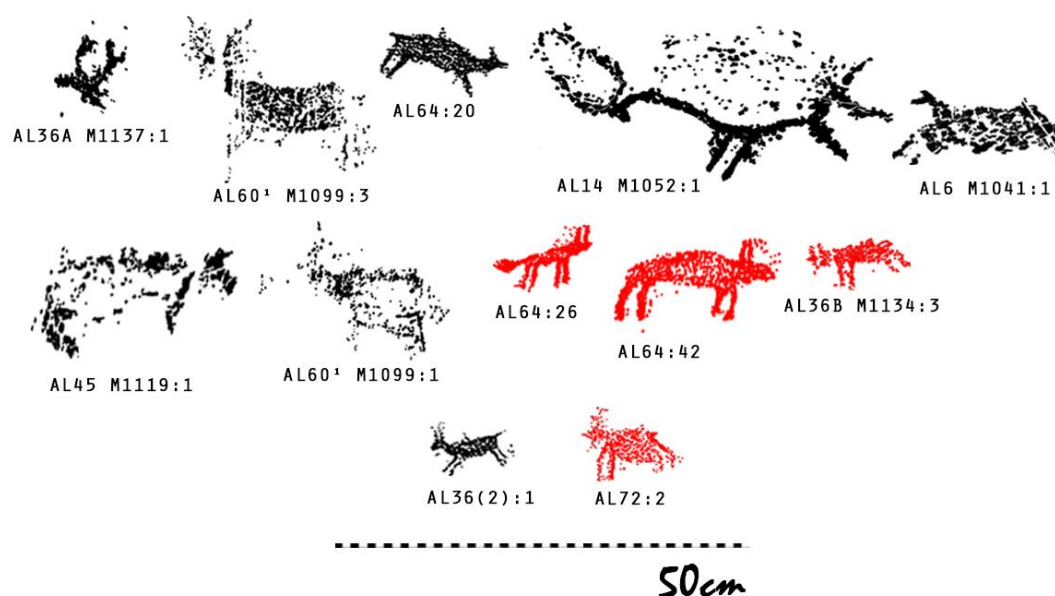 AL36A M1137:1
AL60¹ M1099:3
AL64:20
AL14 M1052:1
AL6 M1041:1
AL45 M1119:1
AL60¹ M1099:1
AL64:26
AL64:42
AL36B M1134:3
AL36(2):1
AL72:2
50cm